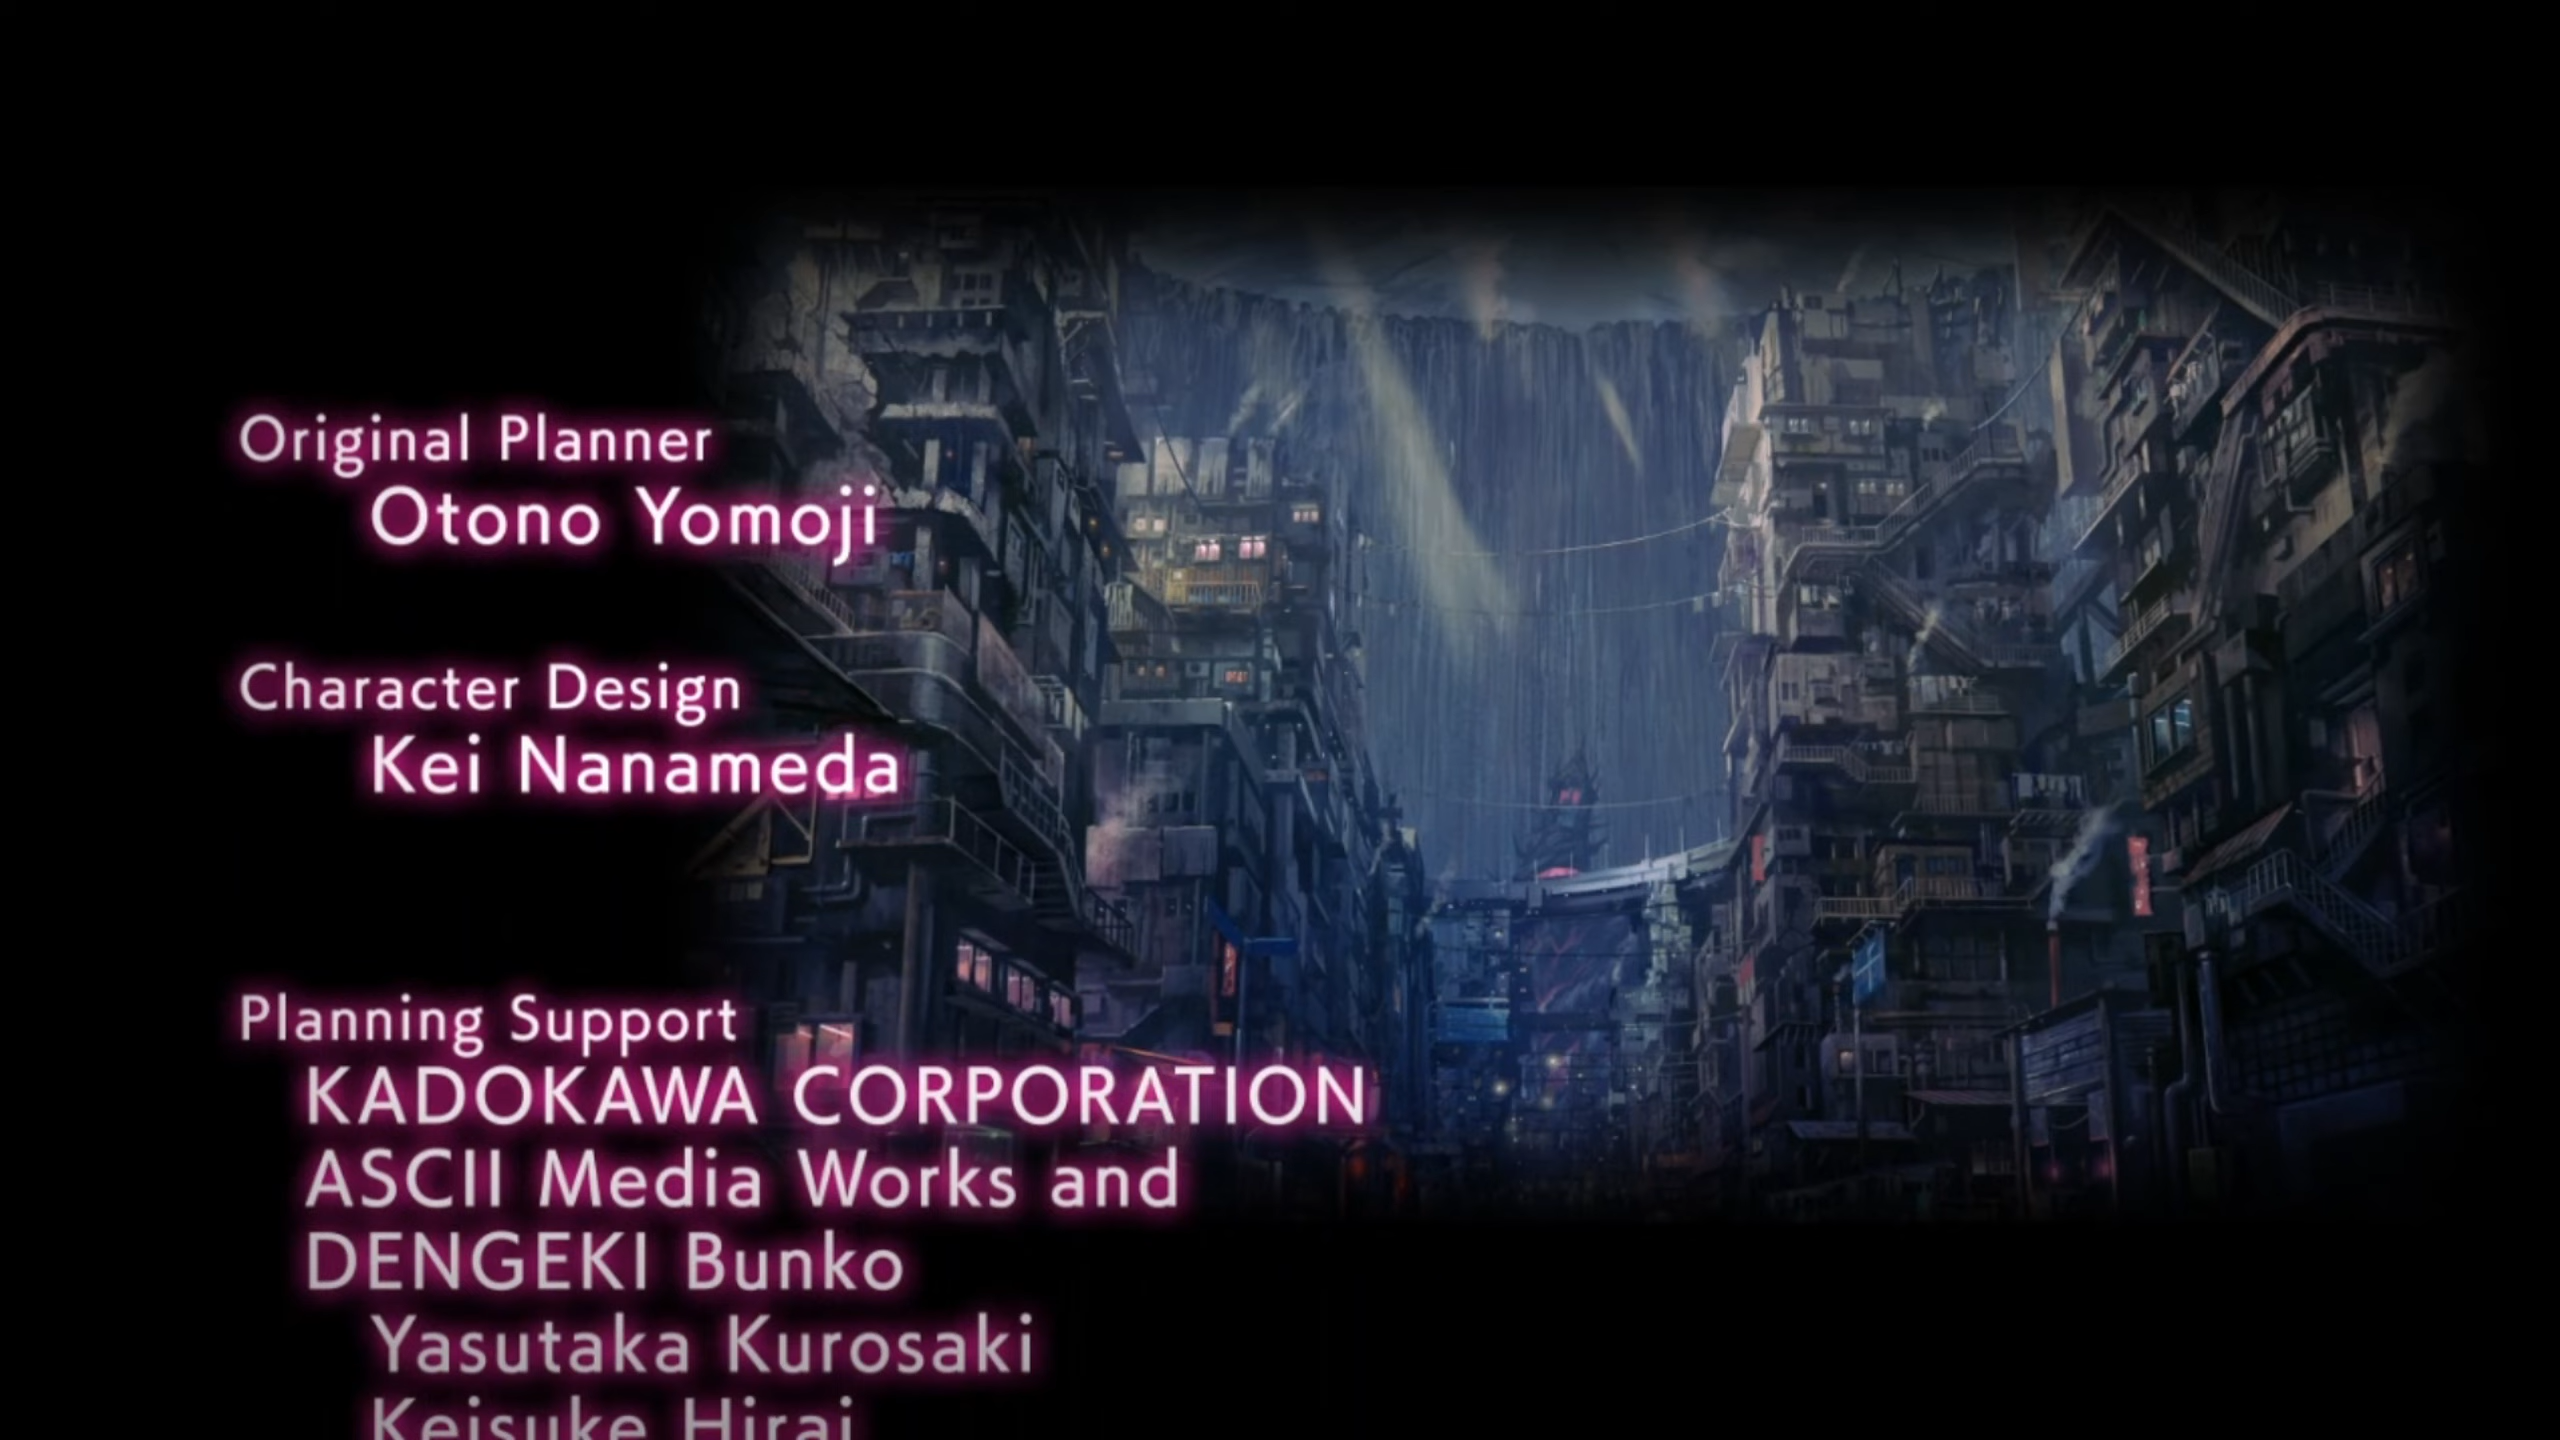 Original Planner
Otono Yomoji
Character Design
Kei Nanameda
Planning Support
KADOKAWA CORPORATION
ASCII Media Works and
DENGEKI Bunko
Yasutaka Kurosaki
Keisuke Hirai